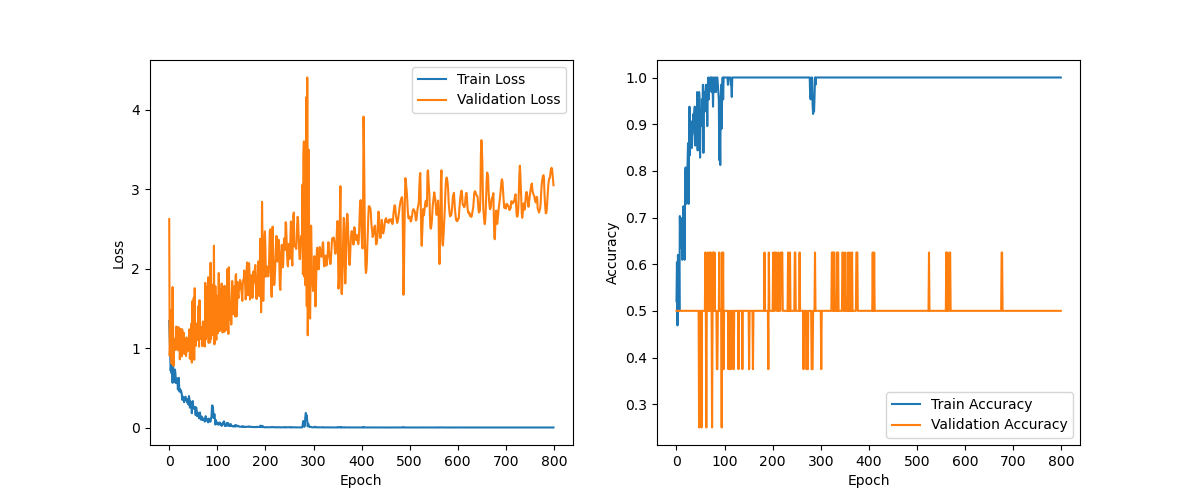 Train Loss
Validation Loss
4
3
2
1
0
Loss
0 100 200 300 400 500 600 700 800
Epoch
1.0
0.9
0.8
0.7
0.6
0.5
0.4
0.3
Accuracy
Train Accuracy
Validation Accuracy
0 100 200 300 400 500 600 700 800
Epoch